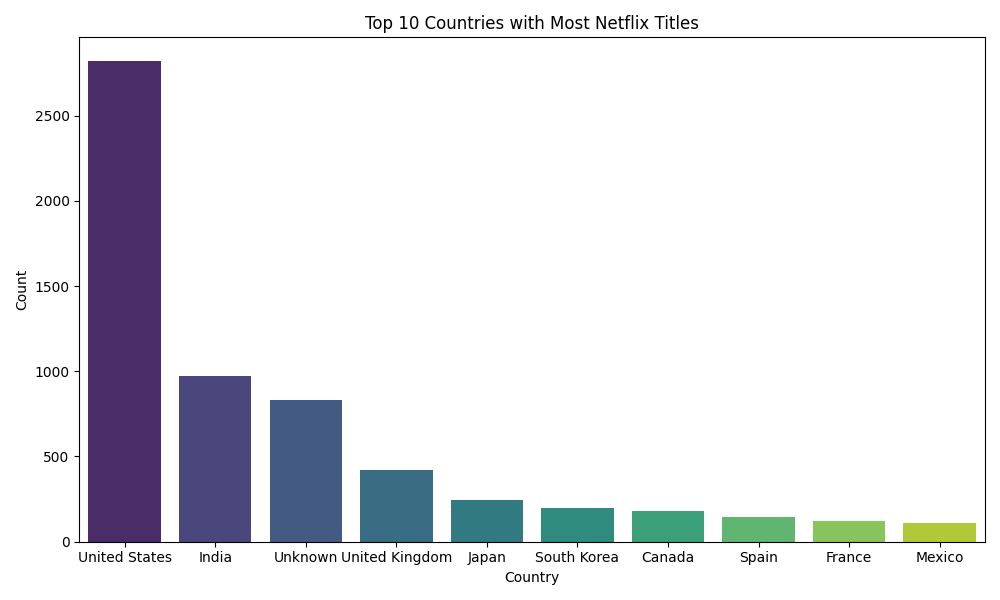 Top 10 Countries with Most Netflix Titles
Count
2500
2000
1500
1000
500
0
United States India Unknown United Kingdom Japan South Korea Canada Spain France Mexico
Country